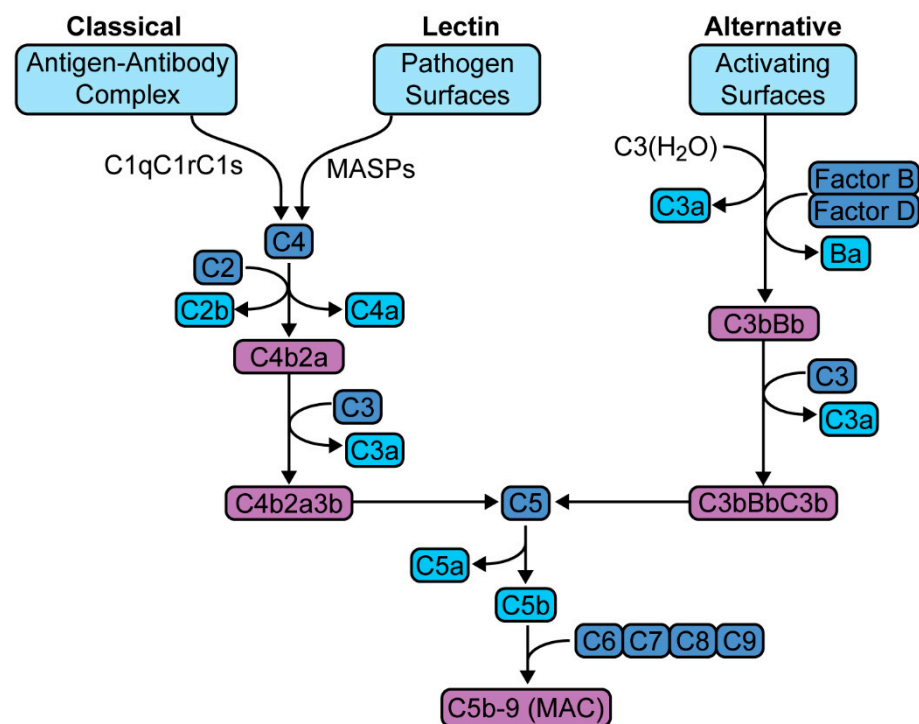 Classical
Lectin
Alternative
Antigen-Antibody
Complex
Pathogen
Surfaces
Activating
Surfaces
C1qC1rC1s
MASPs
C3(H₂O)
C3a
Factor B
Factor D
Ba
C4
C2
C2b
C4a
C4b2a
C3bBb
C3
C3a
C3
C3a
C4b2a3b
C5
C3bBbC3b
C5a
C5b
C6 C7 C8 C9
C5b-9 (MAC)